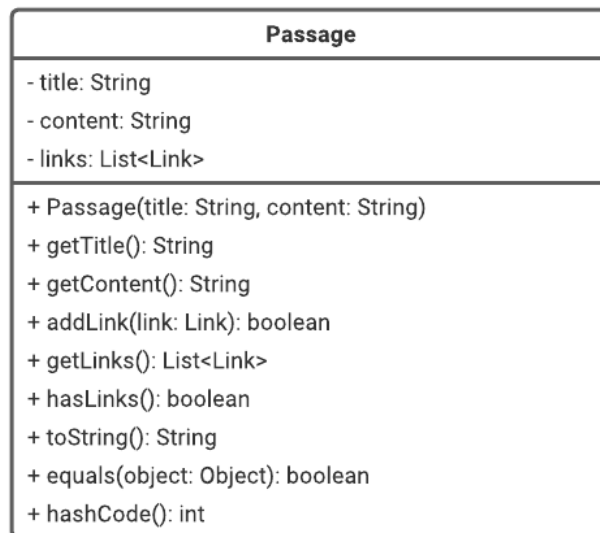 Passage
- title: String
- content: String
- links: List<Link>
+ Passage(title: String, content: String)
+ getTitle(): String
+ getContent(): String
+ addLink(link: Link): boolean
+ getLinks(): List<Link>
+ hasLinks(): boolean
+ toString(): String
+ equals(object: Object): boolean
+ hashCode(): int